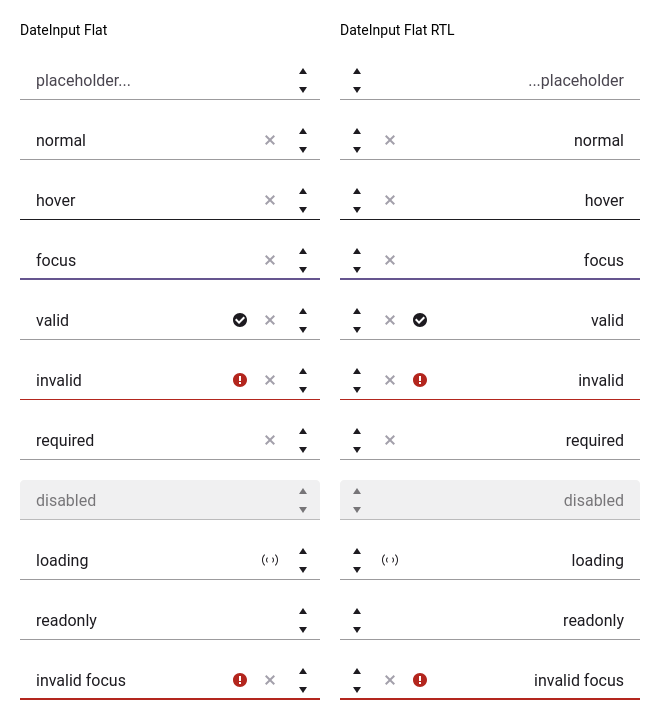 DateInput Flat
DateInput Flat RTL
placeholder...
...placeholder
normal
normal
hover
hover
focus
focus
valid
valid
invalid
invalid
required
required
disabled
disabled
loading
loading
readonly
readonly
invalid focus
invalid focus